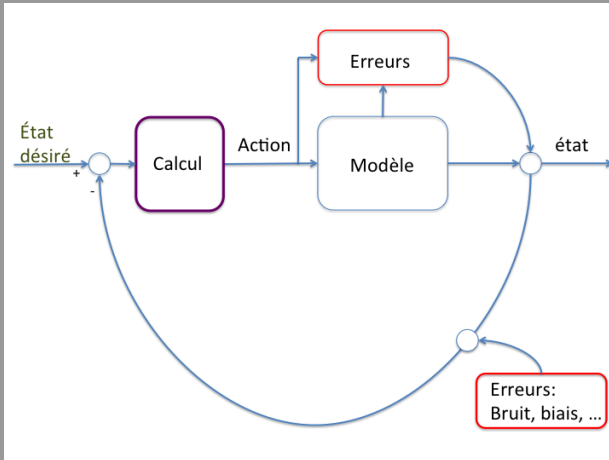 Erreurs
État
désiré
+
-
Calcul
Action
Modèle
état
Erreurs:
Bruit, biais, ...